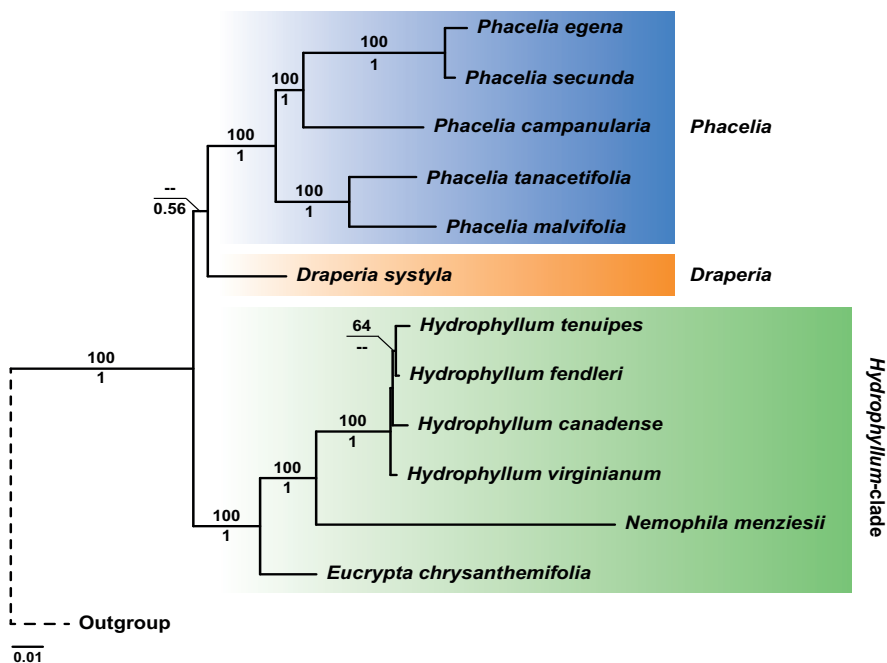 Phacelia egena
100
1
Phacelia secunda
100
1
Phacelia campanularia
Phacelia
100
1
Phacelia tanacetifolia
100
1
Phacelia malvifolia
--
0.56
Draperia systyla
Draperia
Hydrophyllum tenuipes
64
--
Hydrophyllum fendleri
100
1
Hydrophyllum canadense
100
1
Hydrophyllum virginianum
100
1
Nemophila menziesii
100
1
Eucrypta chrysanthemifolia
Hydrophyllum-clade
Outgroup
0.01